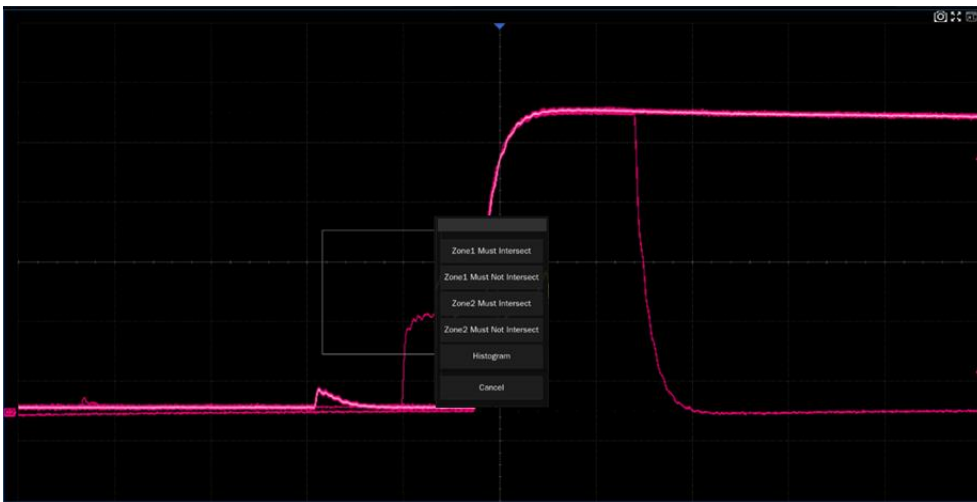 Zone1 Must Intersect
Zone1 Must Not Intersect
Zone2 Must Intersect
Zone2 Must Not Intersect
Histogram
Cancel